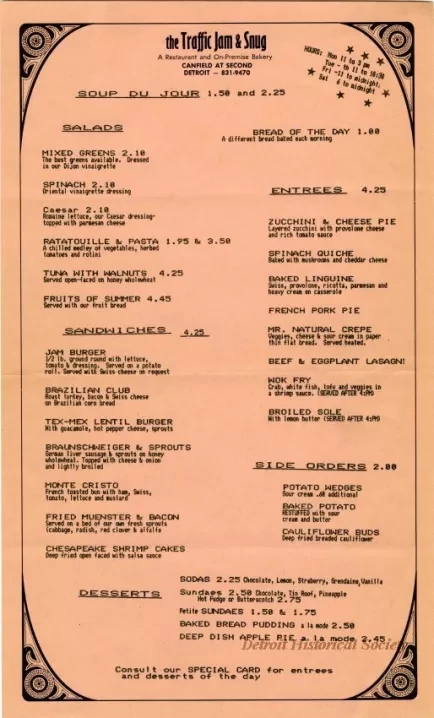 the Traffic Jam & Snug
A Restaurant and On-Premise Bakery
CANFIELD AT SECOND
DETROIT - 831-9470
HOURS: Mon 11 to 3 pm
Tue - th 11 to 10:30
Fri -11 to midnight;
Sat 6 to midnight
SOUP DU JOUR 1.50 and 2.25
SALADS
MIXED GREENS 2.10
The best greens available. Dressed
in our Dijon vinaigrette
SPINACH 2.10
Oriental vinaigrette dressing
Caesar 2.10
Romaine lettuce, our Caesar dressing-
topped with parmesan cheese
RATATOUILLE & PASTA 1.95 & 3.50
A chilled medley of vegetables, herbed
tomatoes and rotini
TUNA WITH WALNUTS 4.25
Served open-faced on honey wholewheat
FRUITS OF SUMMER 4.45
Served with our fruit bread
SANDWICHES 4.25
JAM BURGER
1/2 lb. ground round with lettuce,
tomato & dressing. Served on a potato
roll. Served with Swiss cheese on request
BRAZILIAN CLUB
Roast turkey, bacon & Swiss cheese
on Brazilian corn bread
TEX-MEX LENTIL BURGER
With guacamole, hot pepper cheese, sprouts
BRAUNSCHWEIGER & SPROUTS
German liver sausage & sprouts on honey
wholewheat. Topped with cheese & onion
and lightly broiled
MONTE CRISTO
French toasted bun with ham, Swiss,
tomato, lettuce and mustard
FRIED MUENSTER & BACON
Served on a bed of our own fresh sprouts
(cabbage, radish, red clover & alfalfa
CHESAPEAKE SHRIMP CAKES
Deep fried open faced with salsa sauce
BREAD OF THE DAY 1.00
A different bread baked each morning
ENTREES 4.25
ZUCCHINI & CHEESE PIE
Layered zucchini with provolone cheese
and rich tomato sauce
SPINACH QUICHE
Baked with mushrooms and cheddar cheese
BAKED LINGUINE
Swiss, provolone, ricotta, parmesan and
heavy cream en casserole
FRENCH PORK PIE
MR. NATURAL CREPE
Veggies, cheese & sour cream in paper
thin flat bread. Served heated.
BEEF & EGGPLANT LASAGN!
WOK FRY
Crab, white fish, tofu and veggies in
a shrimp sauce. (SERVED AFTER 4:PM)
BROILED SOLE
With lemon butter (SERVED AFTER 4:PM)
SIDE ORDERS 2.00
POTATO WEDGES
Sour cream .60 additional
BAKED POTATO
RESTUFFED with sour
cream and butter
CAULIFLOWER BUDS
Deep fried breaded cauliflower
DESSERTS
SODAS 2.25 Chocolate, Lemon, Straberry, Grendaine, Vanilla
Sundaes 2.50 Chocolate, Tin Roof, Pineapple
Hot Fudge or Butterscotch 2.75
Petite SUNDAES 1.50 & 1.75
BAKED BREAD PUDDING a la mode 2.50
DEEP DISH APPLE PIE a la mode 2.45
Detroit Historical Society
Consult our SPECIAL CARD for entrees
and desserts of the day